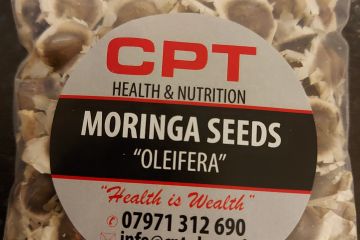 CPT
HEALTH & NUTRITION
MORINGA SEEDS
"OLEIFERA"
"Health is Wealth"
07971 312 690